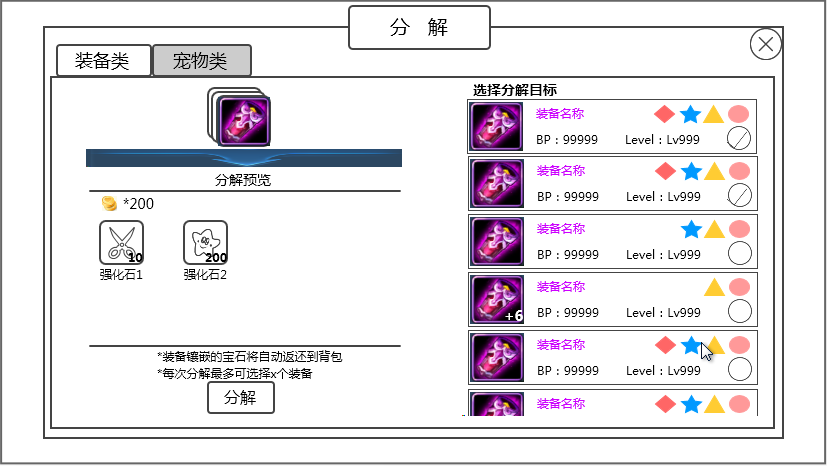 分 解
装备类
宠物类
分解预览
*200
10
200
强化石1
强化石2
*装备镶嵌的宝石将自动返还到背包
*每次分解最多可选择x个装备
分解
选择分解目标
装备名称
BP：99999 Level：Lv999
装备名称
BP：99999 Level：Lv999
装备名称
BP：99999 Level：Lv999
装备名称
+6
BP：99999 Level：Lv999
装备名称
BP：99999 Level：Lv999
装备名称